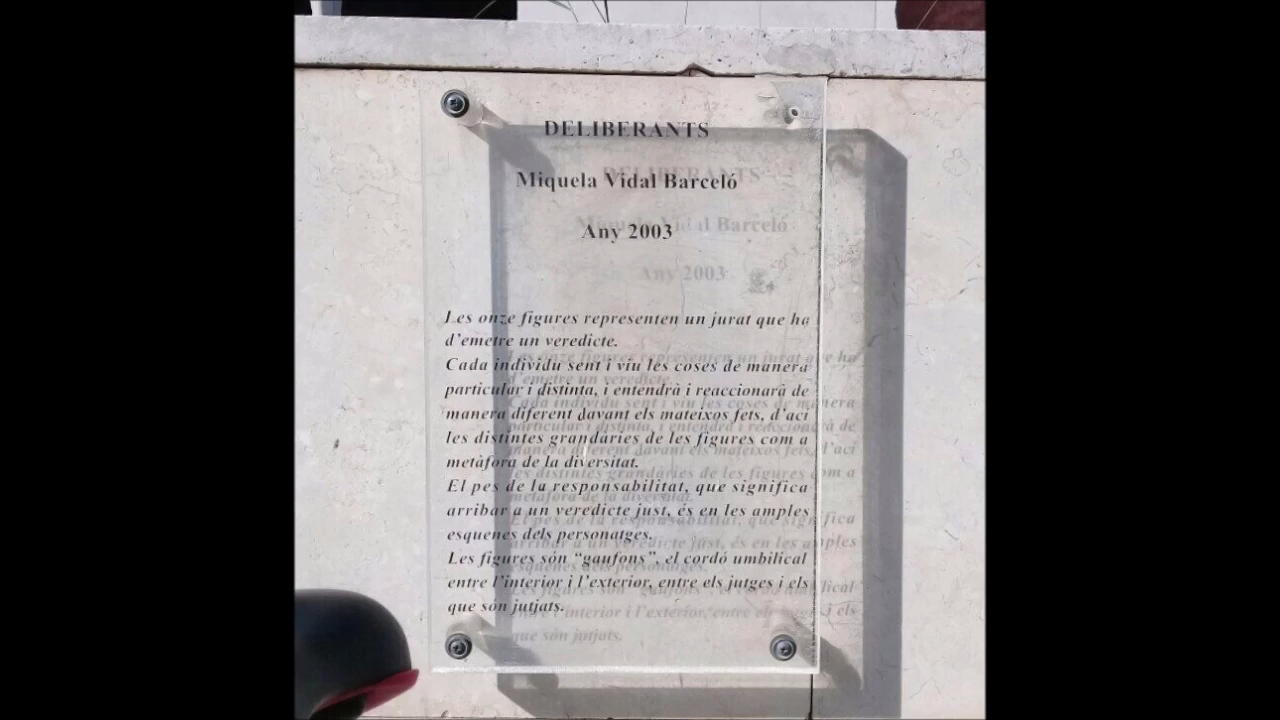 DELIBERANTS
Miquela Vidal Barceló
Any 2003
Les onze figures representen un jurat que ha
d'emetre un veredicte.
Cada individu sent i viu les coses de manera
particular i distinta, i entendrà i reaccionarà de
manera diferent davant els mateixos fets, d'ací
les distintes grandàries de les figures com a
metàfora de la diversitat.
El pes de la responsabilitat, que significa
arribar a un veredicte just, és en les amples
esquenes dels personatges.
Les figures són “gaufons”, el cordó umbilical
entre l'interior i l'exterior, entre els jutges i els
que són jutjats.